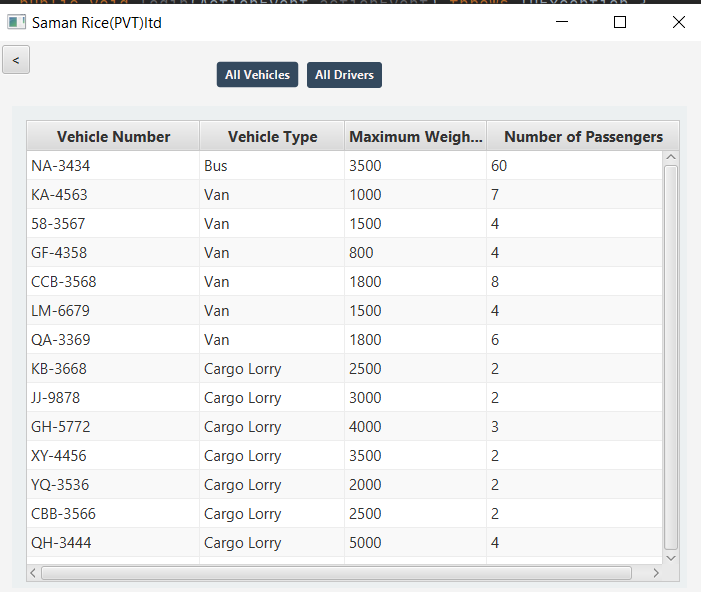 Saman Rice(PVT)ltd
<
All Vehicles All Drivers
Vehicle Number Vehicle Type Maximum Weigh... Number of Passengers
NA-3434 Bus 3500 60
KA-4563 Van 1000 7
58-3567 Van 1500 4
GF-4358 Van 800 4
CCB-3568 Van 1800 8
LM-6679 Van 1500 4
QA-3369 Van 1800 6
KB-3668 Cargo Lorry 2500 2
JJ-9878 Cargo Lorry 3000 2
GH-5772 Cargo Lorry 4000 3
XY-4456 Cargo Lorry 3500 2
YQ-3536 Cargo Lorry 2000 2
CBB-3566 Cargo Lorry 2500 2
QH-3444 Cargo Lorry 5000 4